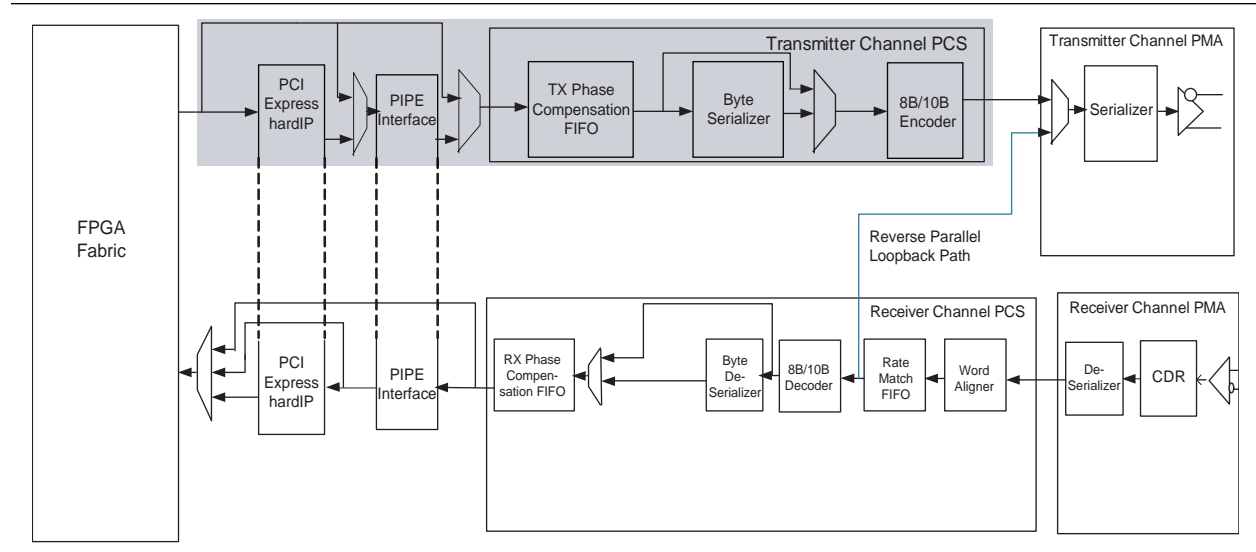 Transmitter Channel PCS
Transmitter Channel PMA
PCI
Express
hardIP
PIPE
Interface
TX Phase
Compensation
FIFO
Byte
Serializer
8B/10B
Encoder
Serializer
FPGA
Fabric
Reverse Parallel
Loopback Path
Receiver Channel PCS
Receiver Channel PMA
PCI
Express
hardIP
PIPE
Interface
RX Phase
Compen-
sation FIFO
Byte
De-
Serializer
8B/10B
Decoder
Rate
Match
FIFO
Word
Aligner
De-
Serializer
CDR